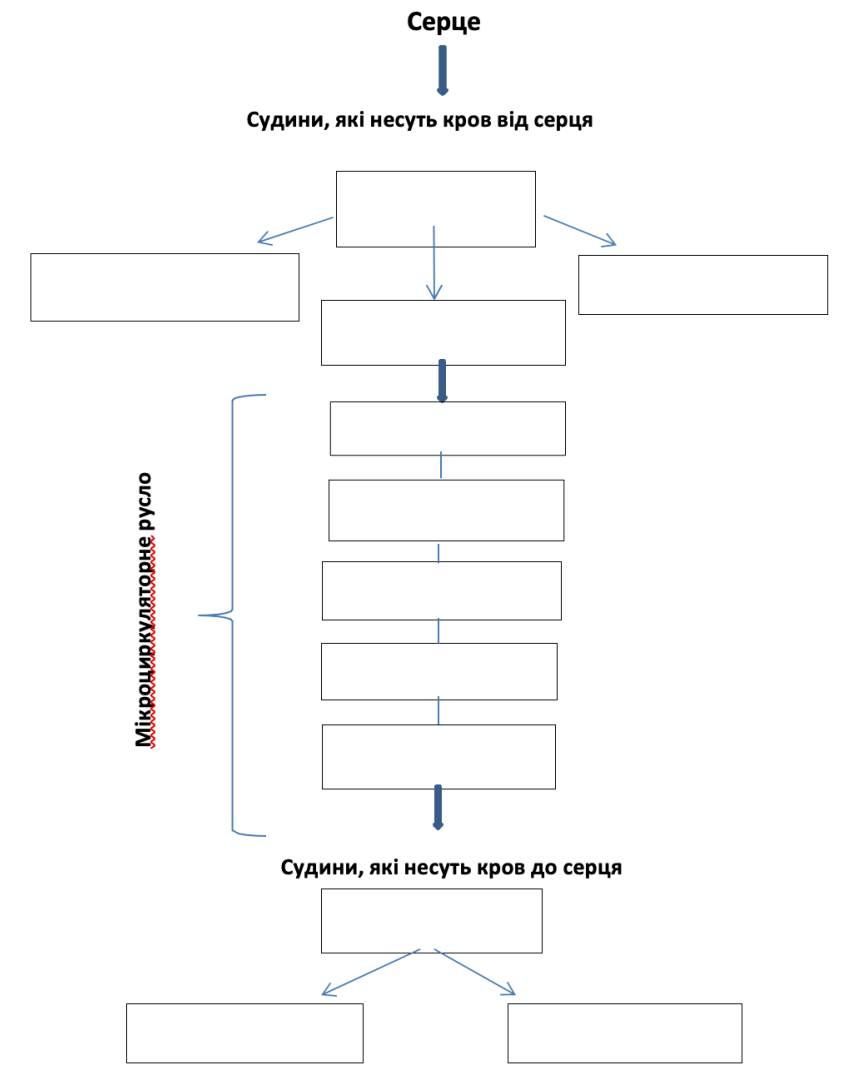 Серце
Судини, які несуть кров від серця
Мікроциркуляторне русло
Судини, які несуть кров до серця